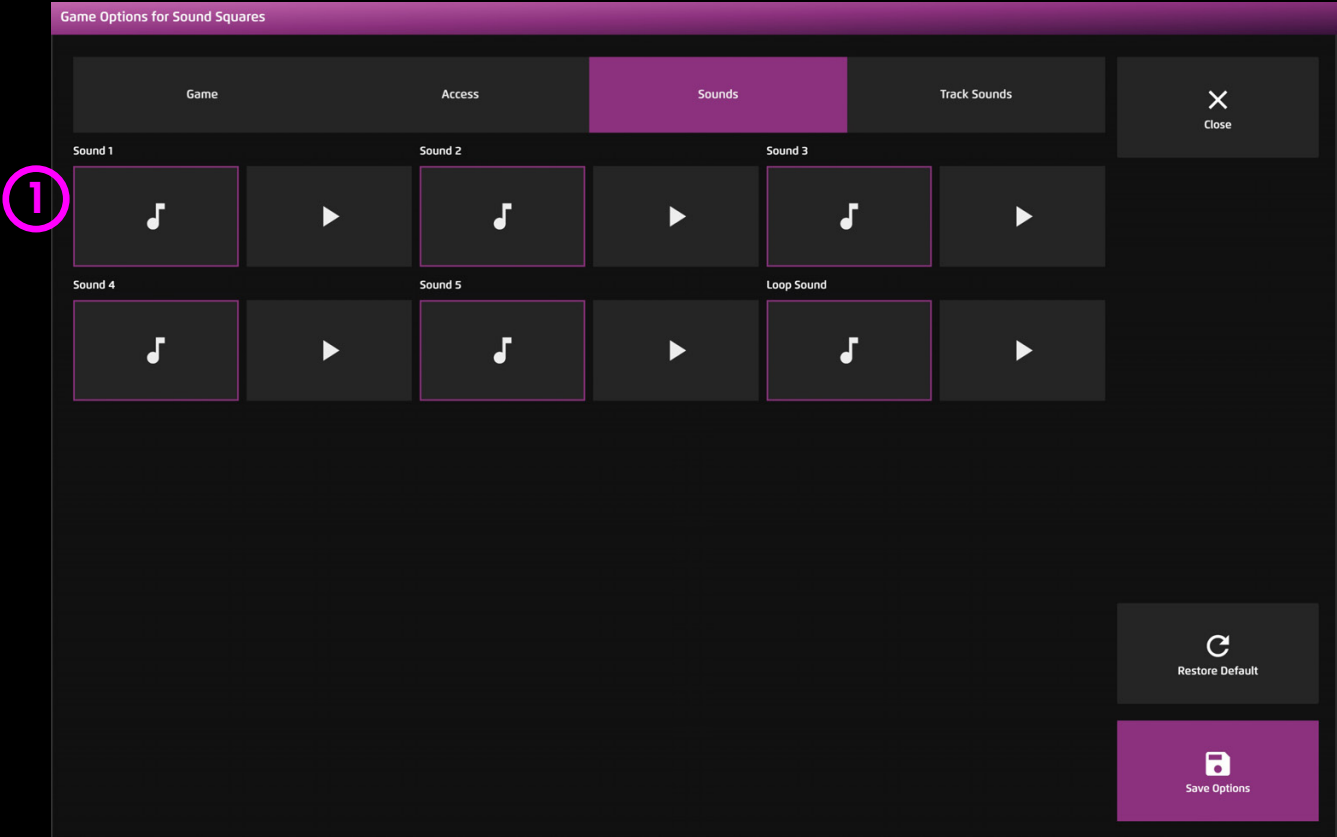 Game Options for Sound Squares
Game Access Sounds Track Sounds
Close
Sound 1 Sound 2 Sound 3
1
Sound 4 Sound 5 Loop Sound
Restore Default
Save Options